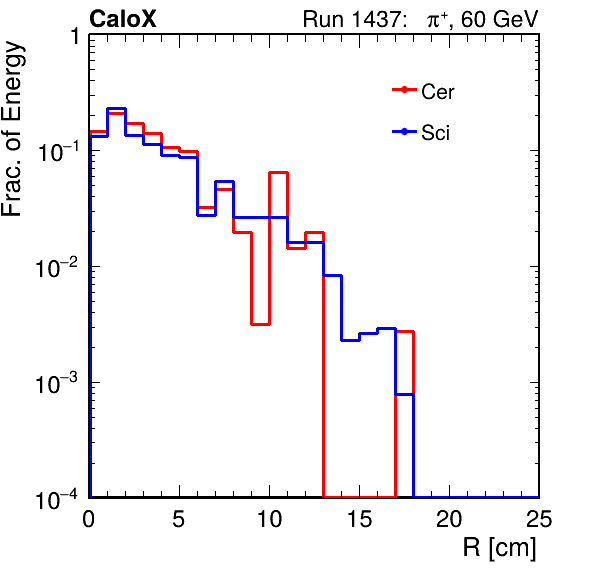 CaloX Run 1437: π⁺, 60 GeV
Frac. of Energy
1
10⁻¹
10⁻²
10⁻³
10⁻⁴
Cer
Sci
0 5 10 15 20 25
R [cm]